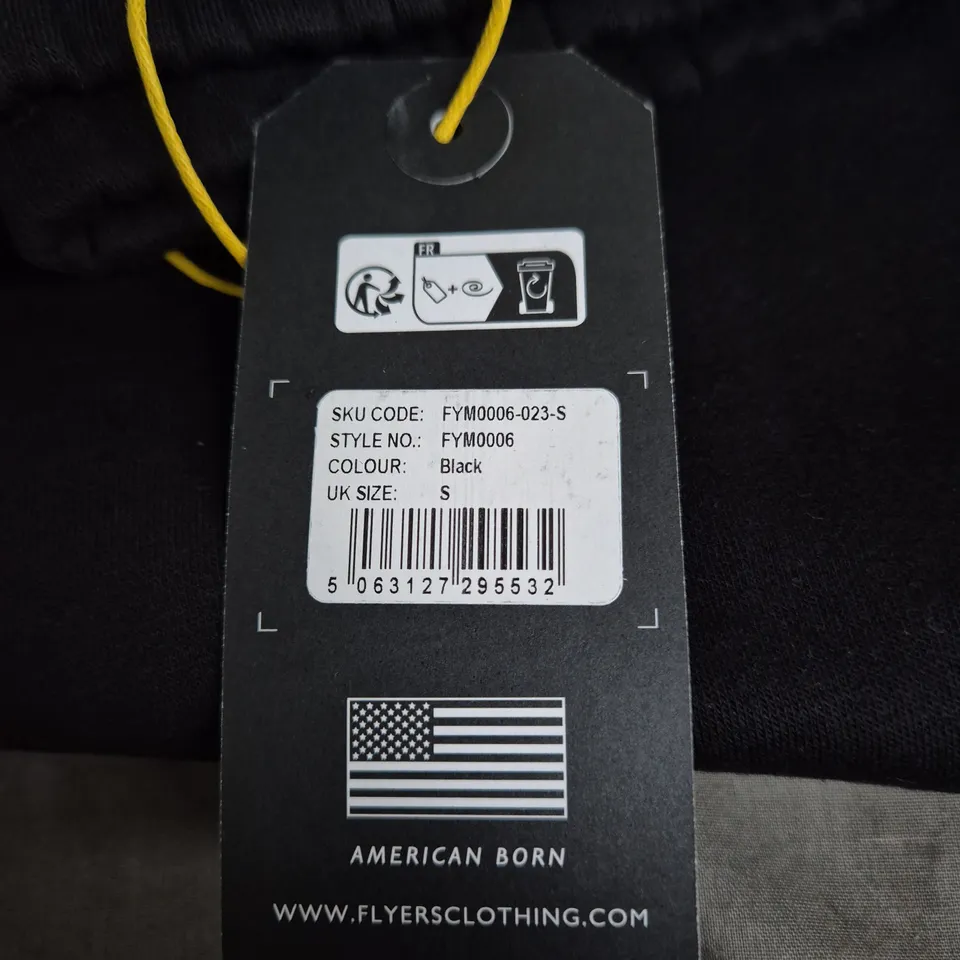 FR
SKU CODE: FYM0006-023-S
STYLE NO.: FYM0006
COLOUR: Black
UK SIZE: S
5 063127 295532
AMERICAN BORN
WWW.FLYERSCLOTHING.COM